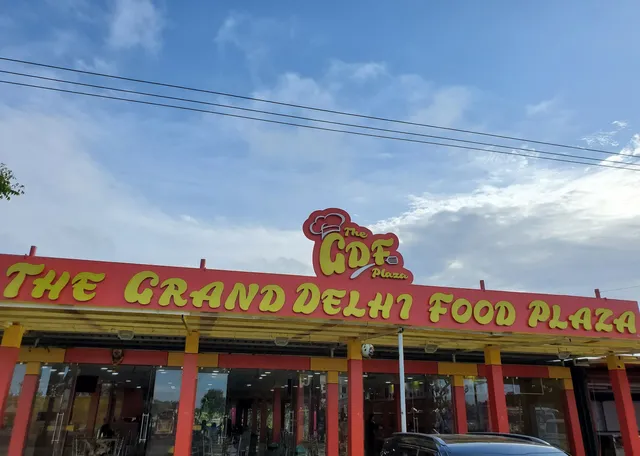 The
GDF
Plaza
THE GRAND DELHI FOOD PLAZA